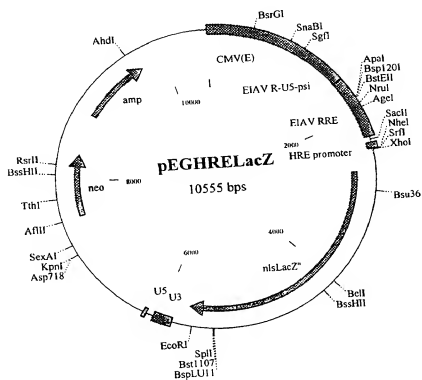 BsrGI
SnaBI
SgfI
AhdI
CMV(E)
ApaI
Bsp120I
BstEII
NruI
AgeI
EIAV R-U5-psi
amp
10000
EIAV RRE
SacII
NheI
SrfI
XhoI
2000
HRE promoter
RsrII
BssHII
neo
8000
pEGHRELacZ
10555 bps
Bsu36
TthI
AflII
4000
SexAI
KpnI
Asp718
6000
nlsLacZ"
U5
U3
BclI
BssHII
EcoRI
SplI
Bst1107
BspLU11